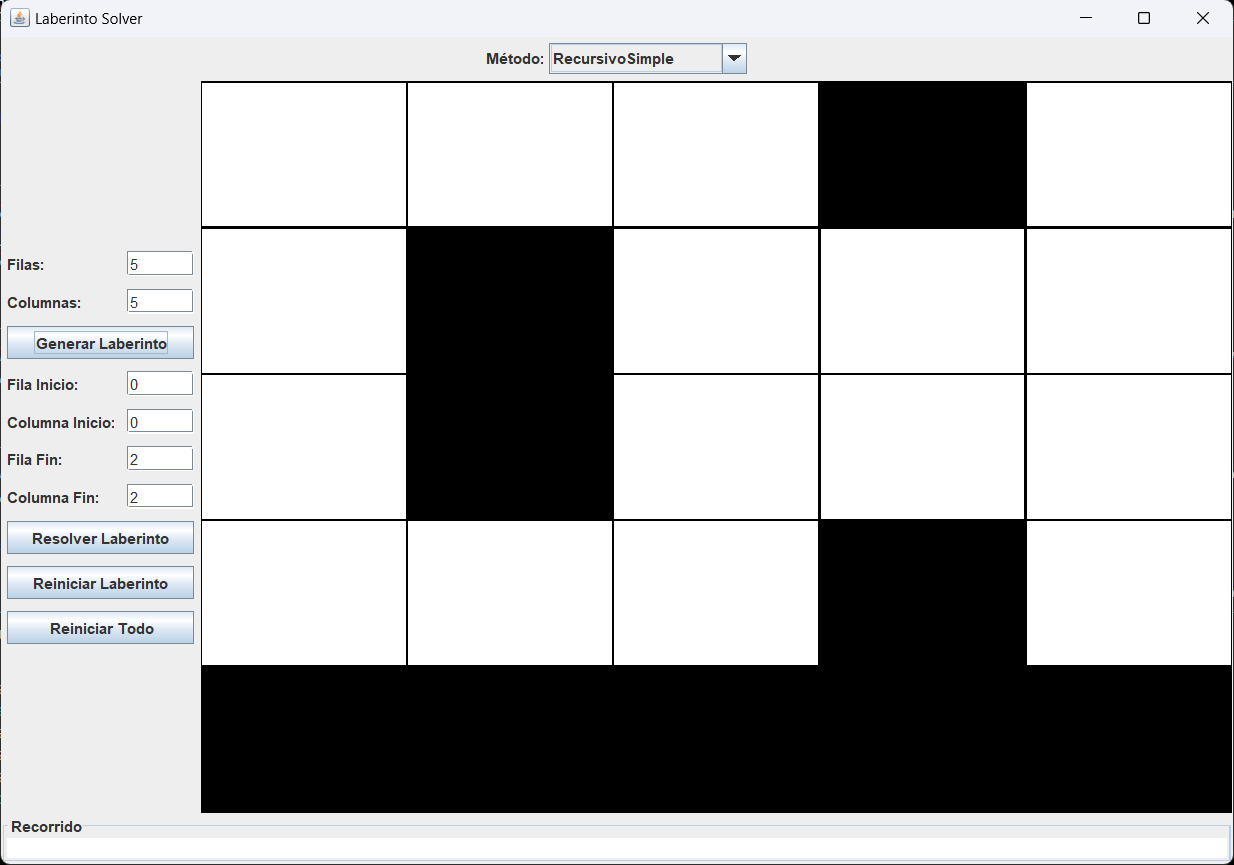 Laberinto Solver
Método: RecursivoSimple
Filas: 5
Columnas: 5
Generar Laberinto
Fila Inicio: 0
Columna Inicio: 0
Fila Fin: 2
Columna Fin: 2
Resolver Laberinto
Reiniciar Laberinto
Reiniciar Todo
Recorrido